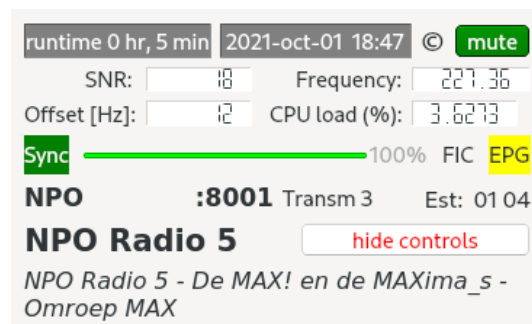 runtime 0 hr, 5 min 2021-oct-01 18:47 © mute
SNR: 18 Frequency: 227.36
Offset [Hz]: 12 CPU load (%): 3.6273
Sync 100% FIC EPG
NPO :8001 Transm 3 Est: 01 04
NPO Radio 5 hide controls
NPO Radio 5 - De MAX! en de MAXima_s -
Omroep MAX